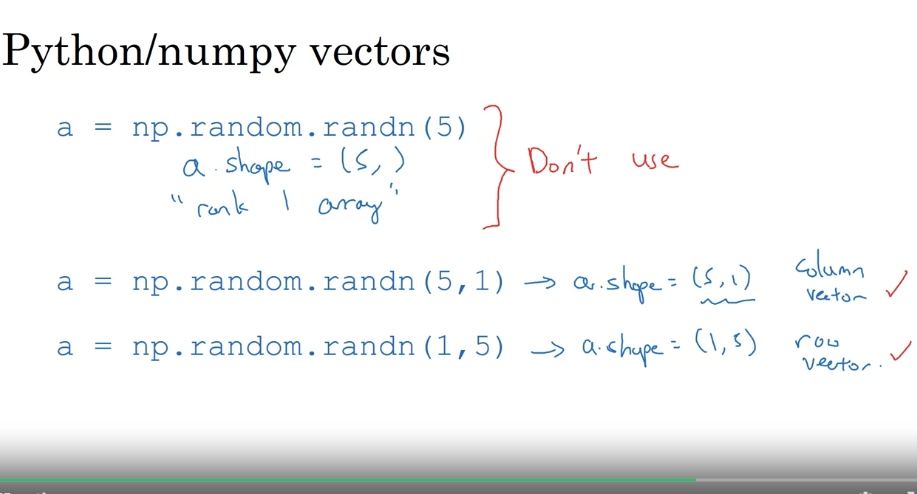 Python/numpy vectors
a = np.random.randn(5)
a.shape = (5,)
"rank 1 array"
Don't use
a = np.random.randn(5,1) → a.shape = (5,1) column vector ✓
a = np.random.randn(1,5) → a.shape = (1,5) row vector. ✓